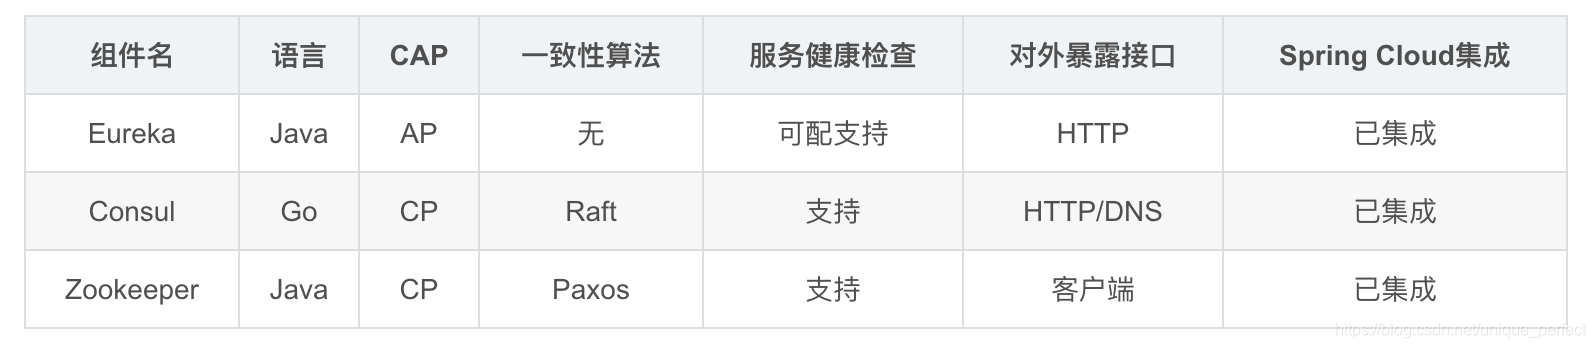 组件名 语言 CAP 一致性算法 服务健康检查 对外暴露接口 Spring Cloud集成
Eureka Java AP 无 可配支持 HTTP 已集成
Consul Go CP Raft 支持 HTTP/DNS 已集成
Zookeeper Java CP Paxos 支持 客户端 已集成
https://blog.csdn.net/unique_perfect